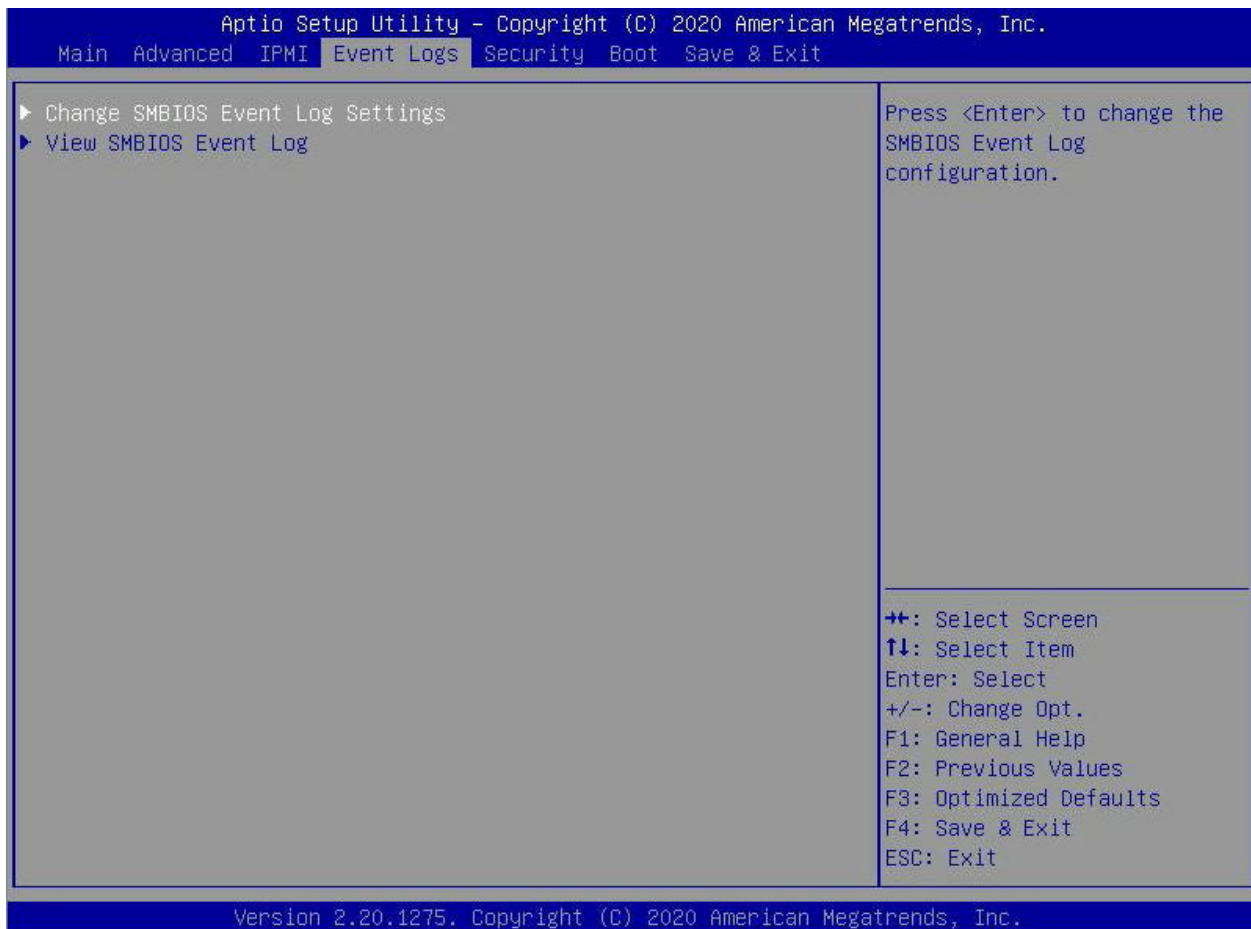 Aptio Setup Utility – Copyright (C) 2020 American Megatrends, Inc.
Main Advanced IPMI Event Logs Security Boot Save & Exit
▶ Change SMBIOS Event Log Settings
▶ View SMBIOS Event Log
Press <Enter> to change the
SMBIOS Event Log
configuration.
→←: Select Screen
↑↓: Select Item
Enter: Select
+/-: Change Opt.
F1: General Help
F2: Previous Values
F3: Optimized Defaults
F4: Save & Exit
ESC: Exit
Version 2.20.1275. Copyright (C) 2020 American Megatrends, Inc.